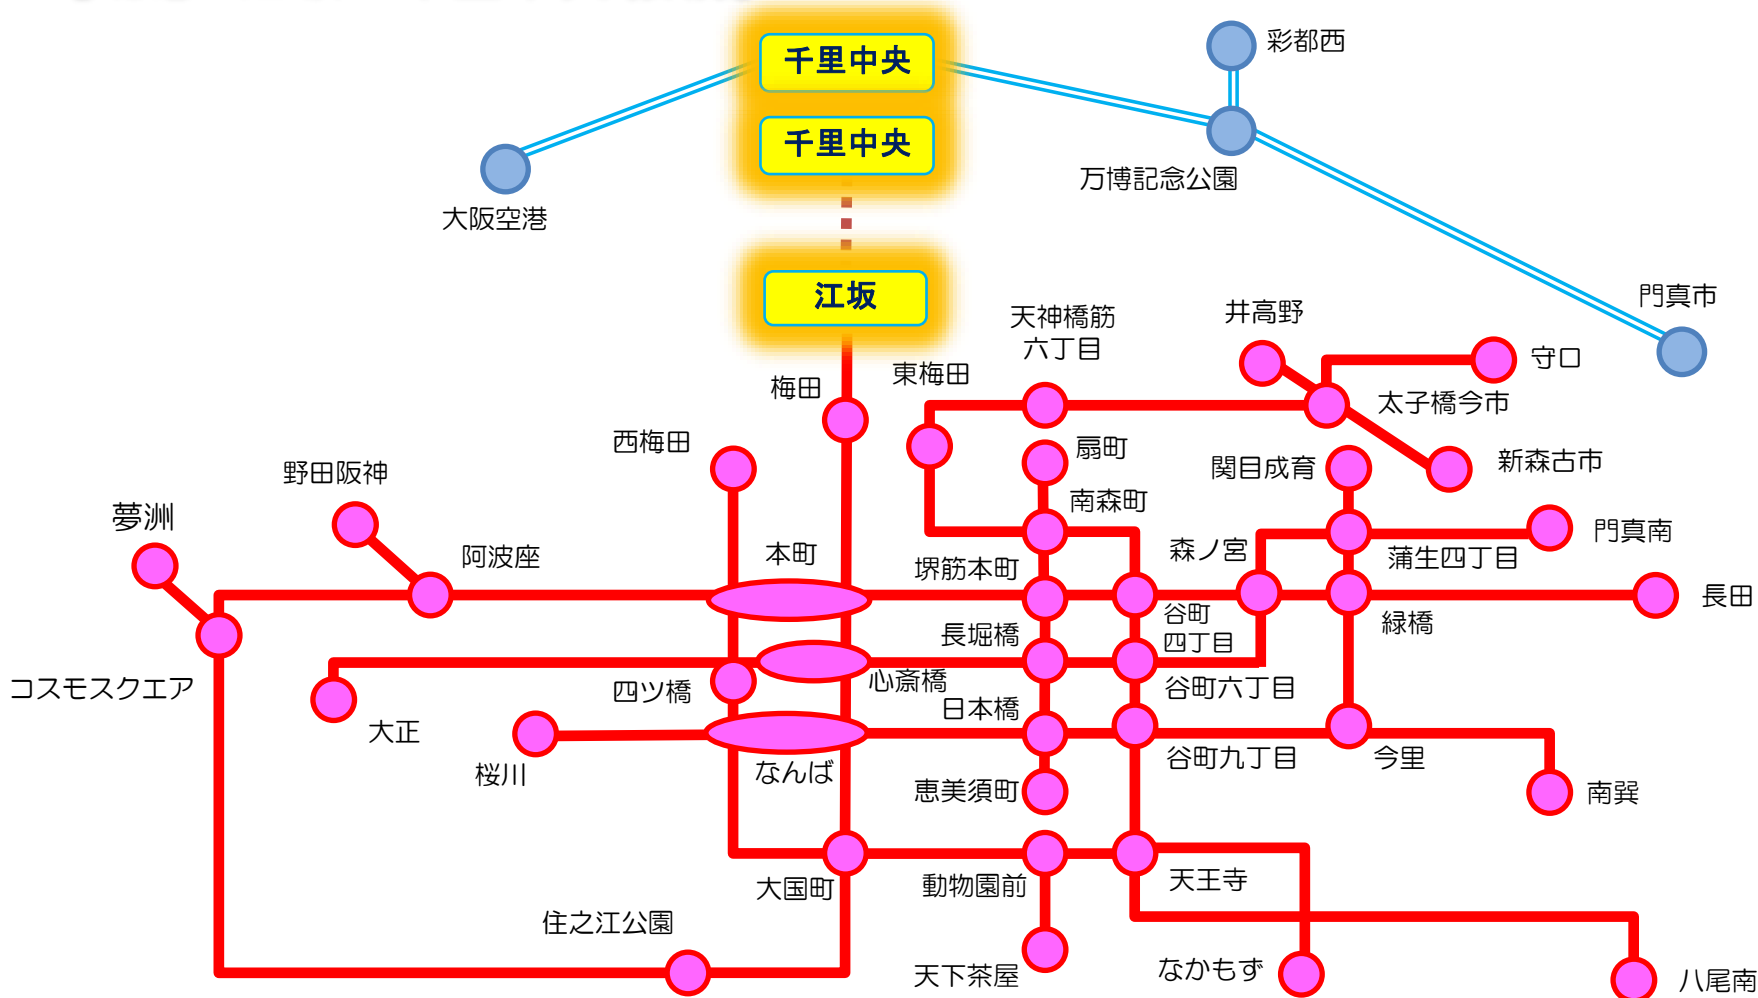 千里中央
彩都西
千里中央
万博記念公園
大阪空港
江坂
門真市
天神橋筋
六丁目
井高野
守口
東梅田
梅田
太子橋今市
西梅田
扇町
関目成育
新森古市
野田阪神
南森町
夢洲
門真南
阿波座
本町
堺筋本町
森ノ宮
蒲生四丁目
長田
谷町
四丁目
緑橋
長堀橋
コスモスクエア
四ツ橋
心斎橋
谷町六丁目
日本橋
大正
桜川
なんば
谷町九丁目
今里
恵美須町
南巽
大国町
動物園前
天王寺
住之江公園
天下茶屋
なかもず
八尾南